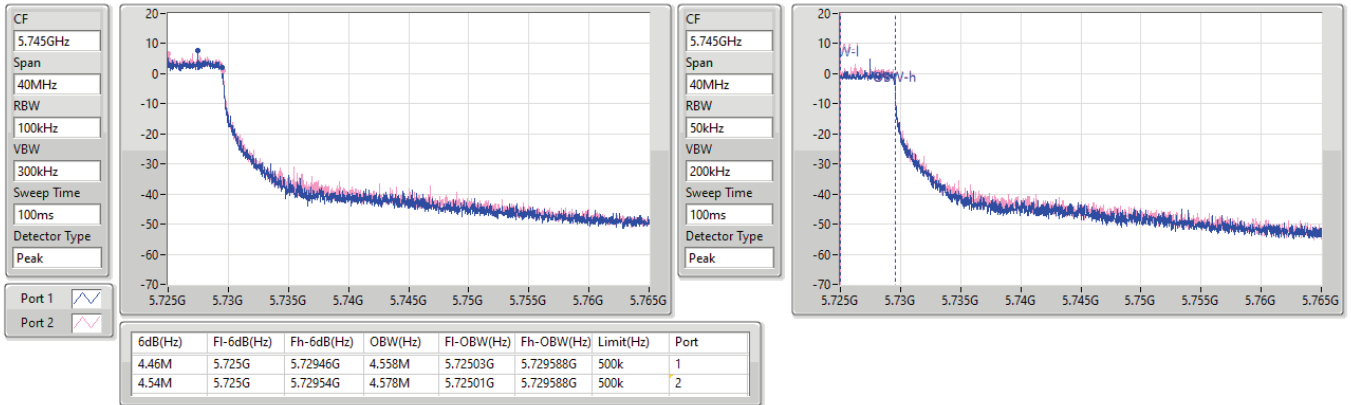 CF
5.745GHz
Span
40MHz
RBW
100kHz
VBW
300kHz
Sweep Time
100ms
Detector Type
Peak
Port 1
Port 2
20
10
0
-10
-20
-30
-40
-50
-60
-70
5.725G 5.73G 5.735G 5.74G 5.745G 5.75G 5.755G 5.76G 5.765G
CF
5.745GHz
Span
40MHz
RBW
50kHz
VBW
200kHz
Sweep Time
100ms
Detector Type
Peak
20
10
W-l
0
-10
-20
-30
-40
-50
-60
-70
5.725G 5.73G 5.735G 5.74G 5.745G 5.75G 5.755G 5.76G 5.765G
6dB(Hz) Fl-6dB(Hz) Fh-6dB(Hz) OBW(Hz) Fl-OBW(Hz) Fh-OBW(Hz) Limit(Hz) Port
4.46M 5.725G 5.72946G 4.558M 5.72503G 5.729588G 500k 1
4.54M 5.725G 5.72954G 4.578M 5.72501G 5.729588G 500k 2